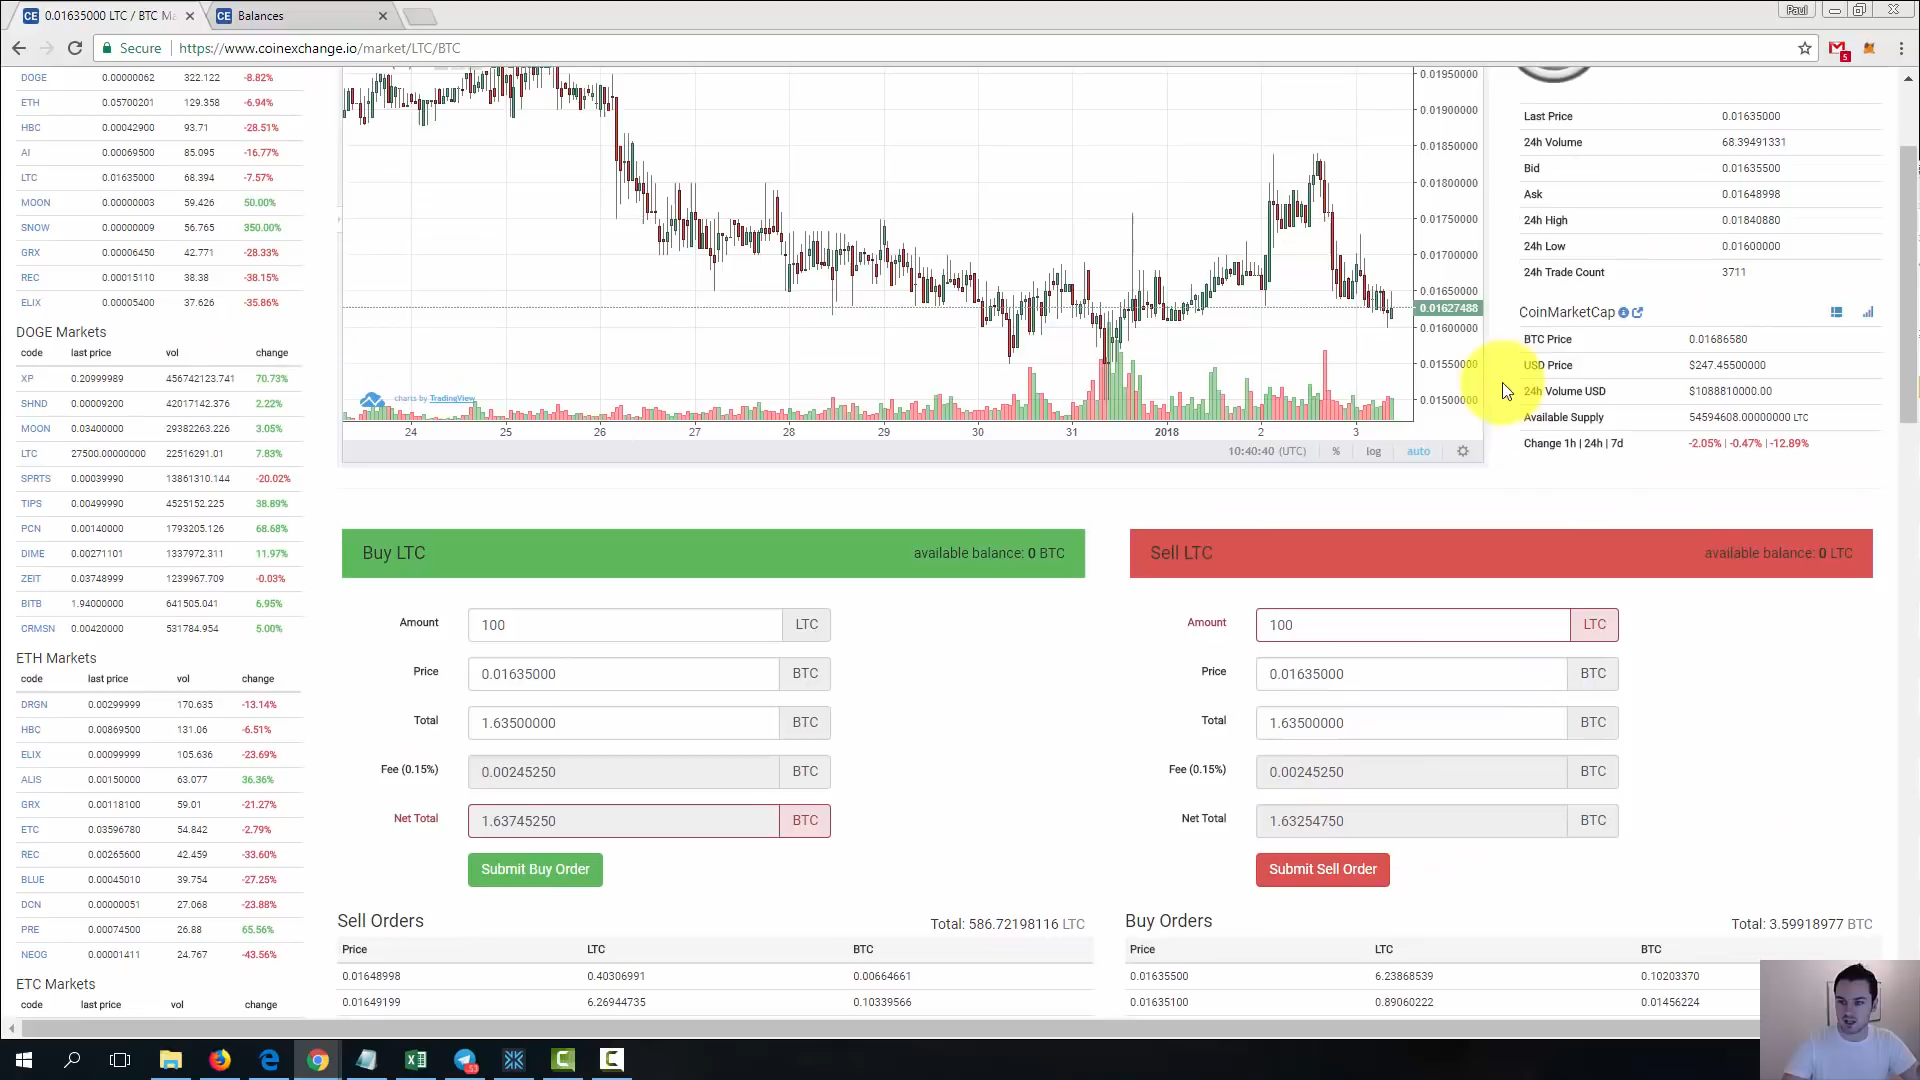 0.01635000 LTC / BTC Ma
Balances
Paul
Secure
https://www.coinexchange.io/market/LTC/BTC
5
DOGE 0.00000062 322.122 -8.82%
ETH 0.05700201 129.358 -6.94%
HBC 0.00042900 93.71 -28.51%
AI 0.00069500 85.095 -16.77%
LTC 0.01635000 68.394 -7.57%
MOON 0.00000003 59.426 50.00%
SNOW 0.00000009 56.765 350.00%
GRX 0.00006450 42.771 -28.33%
REC 0.00015110 38.38 -38.15%
ELIX 0.00005400 37.626 -35.86%
DOGE Markets
code last price vol change
XP 0.20999989 456742123.741 70.73%
SHND 0.00009200 42017142.376 2.22%
MOON 0.03400000 29382263.226 3.05%
LTC 27500.00000000 22516291.01 7.83%
SPRTS 0.00039990 13861310.144 -20.02%
TIPS 0.00499999 4525152.225 38.89%
PCN 0.00140000 1793205.126 68.68%
DIME 0.00271101 1337972.311 11.97%
ZEIT 0.03748999 1239967.709 -0.03%
BITB 1.94000000 641505.041 6.95%
CRMSN 0.00420000 531784.954 5.00%
ETH Markets
code last price vol change
DRGN 0.00299999 170.635 -13.14%
HBC 0.00869500 131.06 -6.51%
ELIX 0.00099999 105.636 -23.69%
ALIS 0.00150000 63.077 36.36%
GRX 0.00118100 59.01 -21.27%
ETC 0.03596780 54.842 -2.79%
REC 0.00265600 42.459 -33.60%
BLUE 0.00045010 39.754 -27.25%
DCN 0.00000051 27.068 -23.88%
PRE 0.00074500 26.88 65.56%
NEOG 0.00001411 24.767 -43.56%
ETC Markets
code last price vol change
0.01950000
0.01900000
0.01850000
0.01800000
0.01750000
0.01700000
0.01650000
0.01627488
0.01600000
0.01550000
0.01500000
charts by TradingView
24 25 26 27 28 29 30 31 2018 2 3
10:40:40 (UTC) % log auto
Last Price 0.01635000
24h Volume 68.39491331
Bid 0.01635500
Ask 0.01648998
24h High 0.01840880
24h Low 0.01600000
24h Trade Count 3711
CoinMarketCap
BTC Price 0.01686580
USD Price $247.45500000
24h Volume USD $1088810000.00
Available Supply 54594608.00000000 LTC
Change 1h | 24h | 7d -2.05% | -0.47% | -12.89%
Buy LTC available balance: 0 BTC
Amount 100 LTC
Price 0.01635000 BTC
Total 1.63500000 BTC
Fee (0.15%) 0.00245250 BTC
Net Total 1.63745250 BTC
Submit Buy Order
Sell LTC available balance: 0 LTC
Amount 100 LTC
Price 0.01635000 BTC
Total 1.63500000 BTC
Fee (0.15%) 0.00245250 BTC
Net Total 1.63254750 BTC
Submit Sell Order
Sell Orders Total: 586.72198116 LTC
Price LTC BTC
0.01648998 0.40306991 0.00664661
0.01649199 6.26944735 0.10339566
Buy Orders Total: 3.59918977 BTC
Price LTC BTC
0.01635500 6.23868539 0.10203370
0.01635100 0.89060222 0.01456224
53